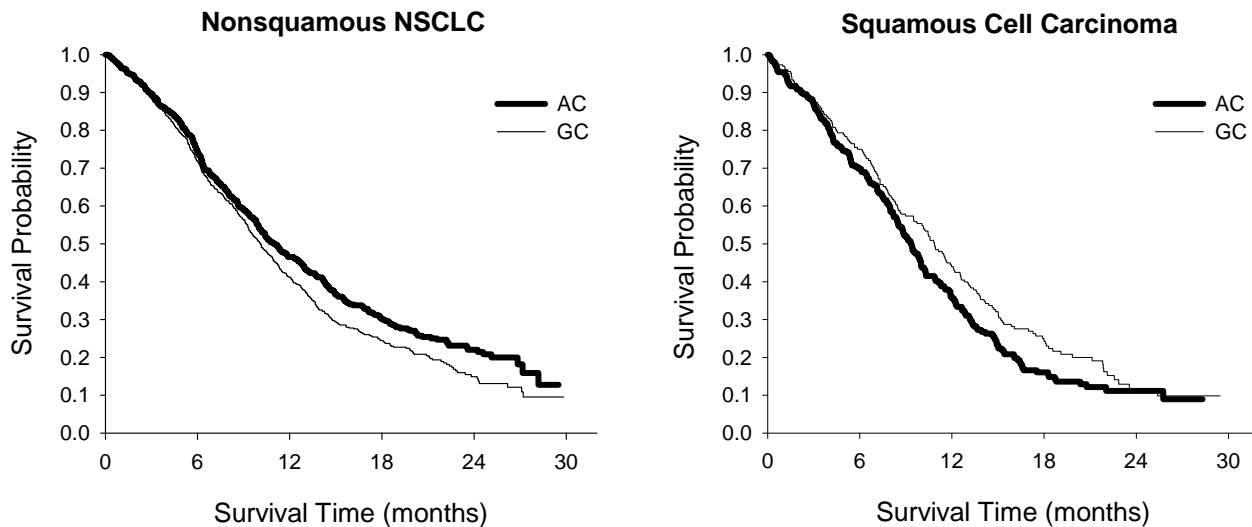 Nonsquamous NSCLC
1.0
0.9
0.8
0.7
0.6
0.5
0.4
0.3
0.2
0.1
0.0
Survival Probability
AC
GC
0 6 12 18 24 30
Survival Time (months)
Squamous Cell Carcinoma
1.0
0.9
0.8
0.7
0.6
0.5
0.4
0.3
0.2
0.1
0.0
Survival Probability
AC
GC
0 6 12 18 24 30
Survival Time (months)